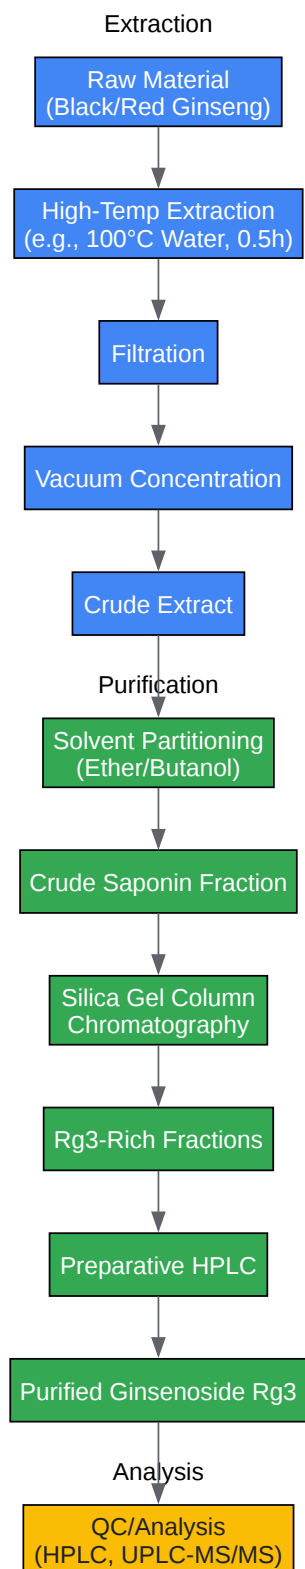 Extraction
Raw Material
(Black/Red Ginseng)
High-Temp Extraction
(e.g., 100°C Water, 0.5h)
Filtration
Vacuum Concentration
Crude Extract
Purification
Solvent Partitioning
(Ether/Butanol)
Crude Saponin Fraction
Silica Gel Column
Chromatography
Rg3-Rich Fractions
Preparative HPLC
Purified Ginsenoside Rg3
Analysis
QC/Analysis
(HPLC, UPLC-MS/MS)